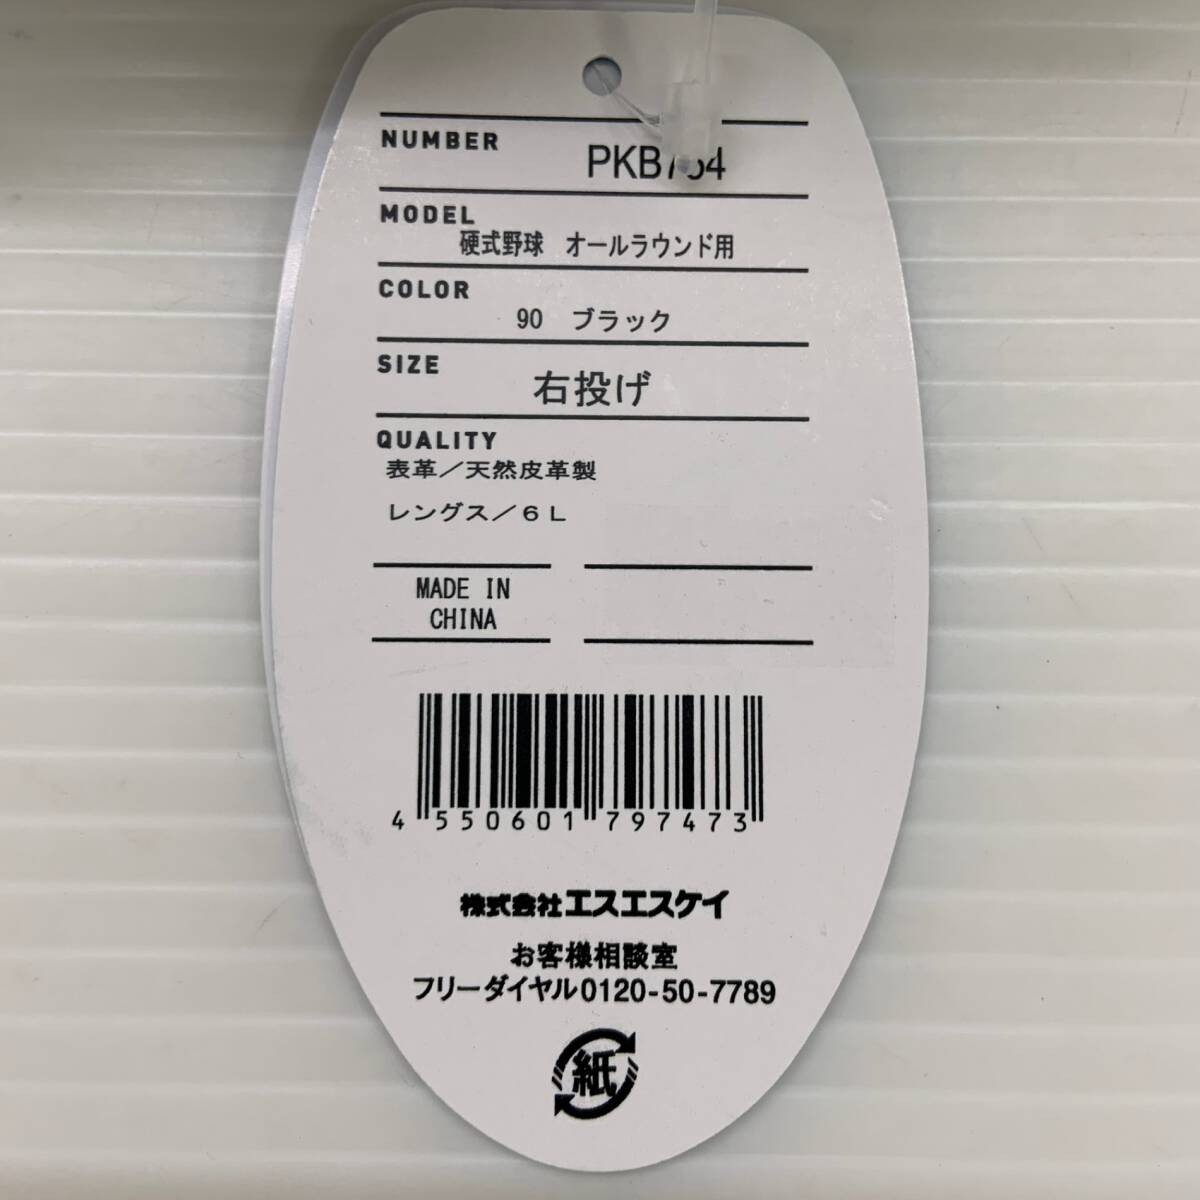 NUMBER
MODEL
硬式野球 オールラウンド用
COLOR
90 ブラック
SIZE
右投げ
QUALITY
表革／天然皮革製
レングス／６Ｌ
MADE IN
CHINA
4 550601 797473
株式会社エスエスケイ
お客様相談室
フリーダイヤル0120-50-7789
紙